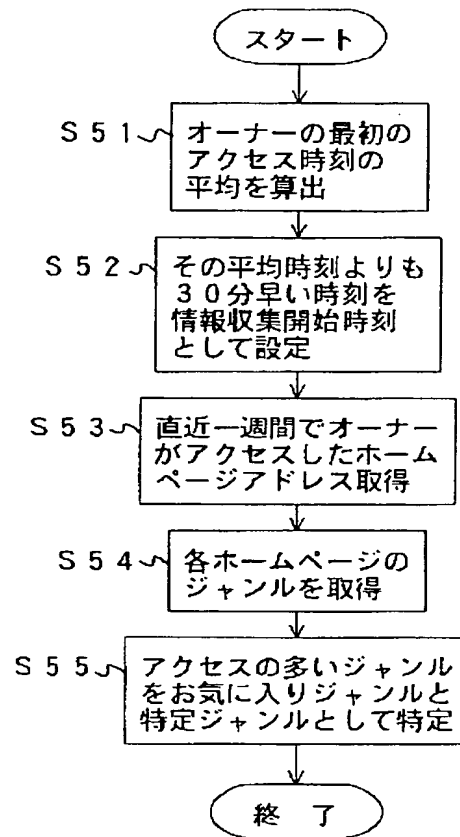 スタート
S51
オーナーの最初の
アクセス時刻の
平均を算出
S52
その平均時刻よりも
30分早い時刻を
情報収集開始時刻
として設定
S53
直近一週間でオーナー
がアクセスしたホーム
ページアドレス取得
S54
各ホームページの
ジャンルを取得
S55
アクセスの多いジャンル
をお気に入りジャンルと
特定ジャンルとして特定
終 了